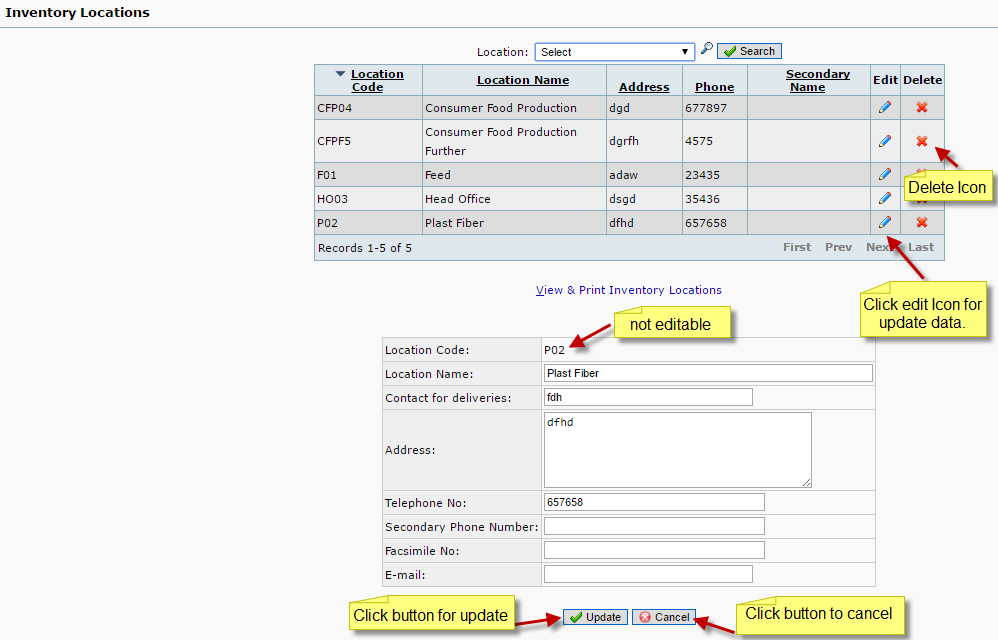 Inventory Locations
Location: Select Search
Location Code Location Name Address Phone Secondary Name Edit Delete
CFP04 Consumer Food Production dgd 677897
CFPF5 Consumer Food Production Further dgrfh 4575
F01 Feed adaw 23435
Delete Icon
HO03 Head Office dsgd 35436
P02 Plast Fiber dfhd 657658
Records 1-5 of 5 First Prev Next Last
View & Print Inventory Locations
Click edit Icon for
update data.
not editable
Location Code: P02
Location Name: Plast Fiber
Contact for deliveries: fdh
Address: dfhd
Telephone No: 657658
Secondary Phone Number:
Facsimile No:
E-mail:
Click button for update
Update Cancel
Click button to cancel